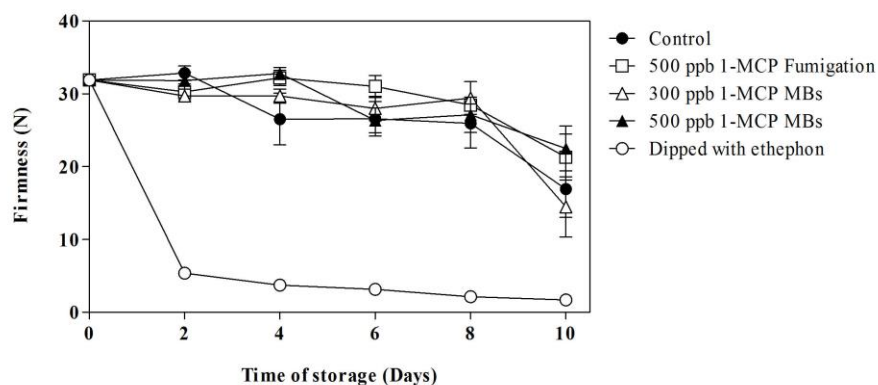 40
30
20
10
0
Firmness (N)
0 2 4 6 8 10
Time of storage (Days)
Control
500 ppb 1-MCP Fumigation
300 ppb 1-MCP MBs
500 ppb 1-MCP MBs
Dipped with ethephon